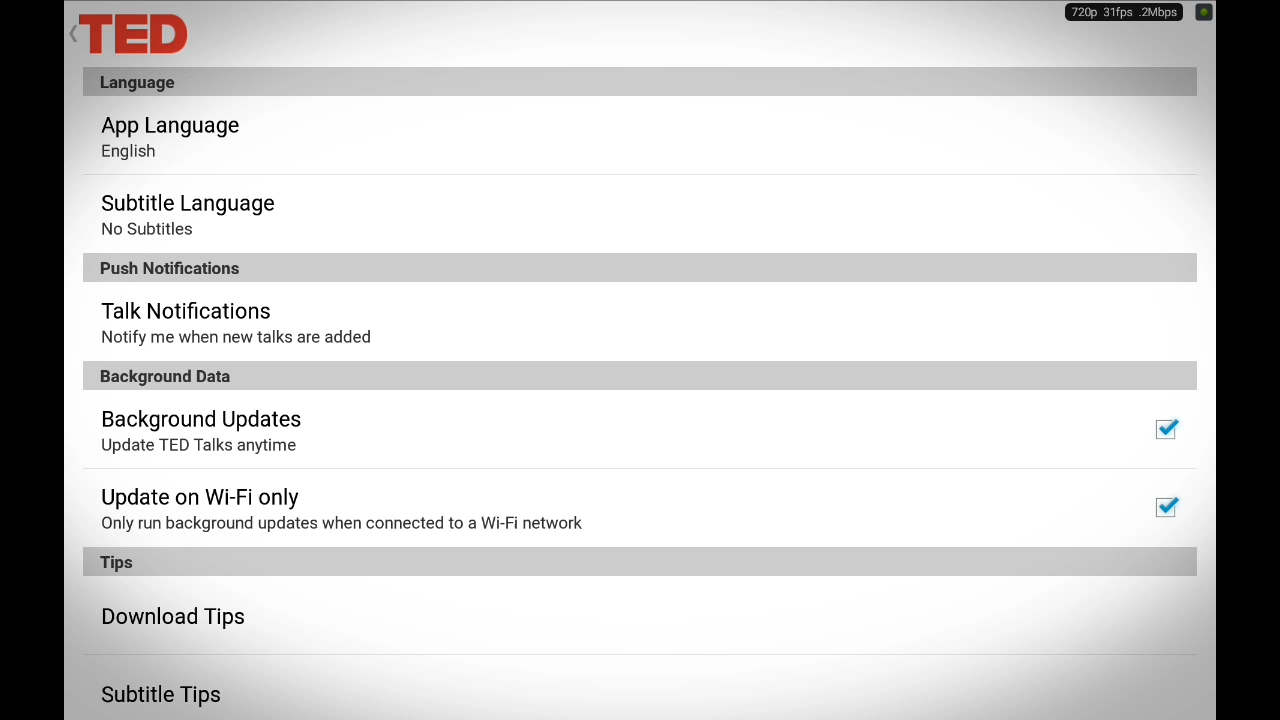 TED
720p 31fps .2Mbps
Language
App Language
English
Subtitle Language
No Subtitles
Push Notifications
Talk Notifications
Notify me when new talks are added
Background Data
Background Updates
Update TED Talks anytime
Update on Wi-Fi only
Only run background updates when connected to a Wi-Fi network
Tips
Download Tips
Subtitle Tips